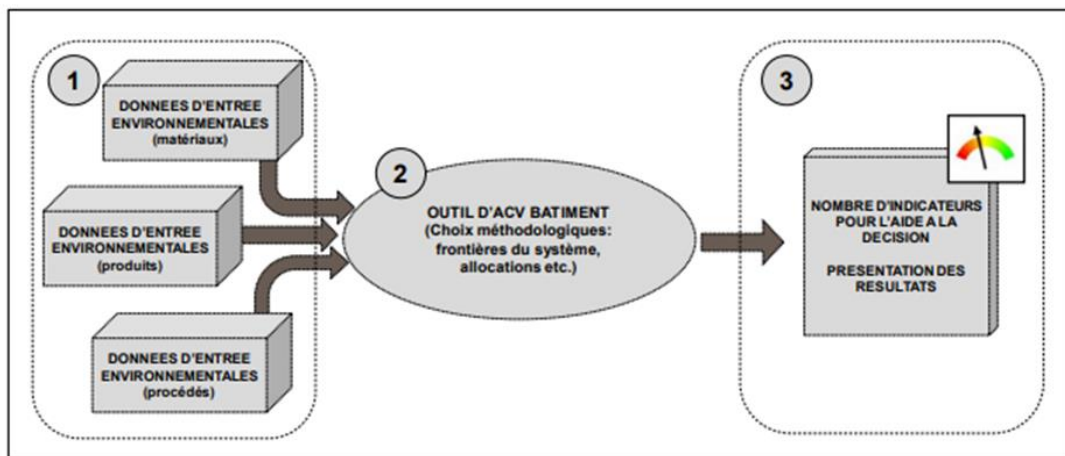 1
DONNEES D'ENTREE
ENVIRONNEMENTALES
(matériaux)
DONNEES D'ENTREE
ENVIRONNEMENTALES
(produits)
DONNEES D'ENTREE
ENVIRONNEMENTALES
(procédés)
2
OUTIL D'ACV BATIMENT
(Choix méthodologiques:
frontières du système,
allocations etc.)
3
NOMBRE D'INDICATEURS
POUR L'AIDE A LA
DECISION
PRESENTATION DES
RESULTATS